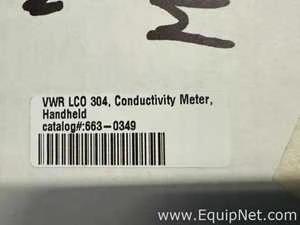 VWR LCO 304, Conductivity Meter,
Handheld
catalog#:663-0349
www.EquipNet.com